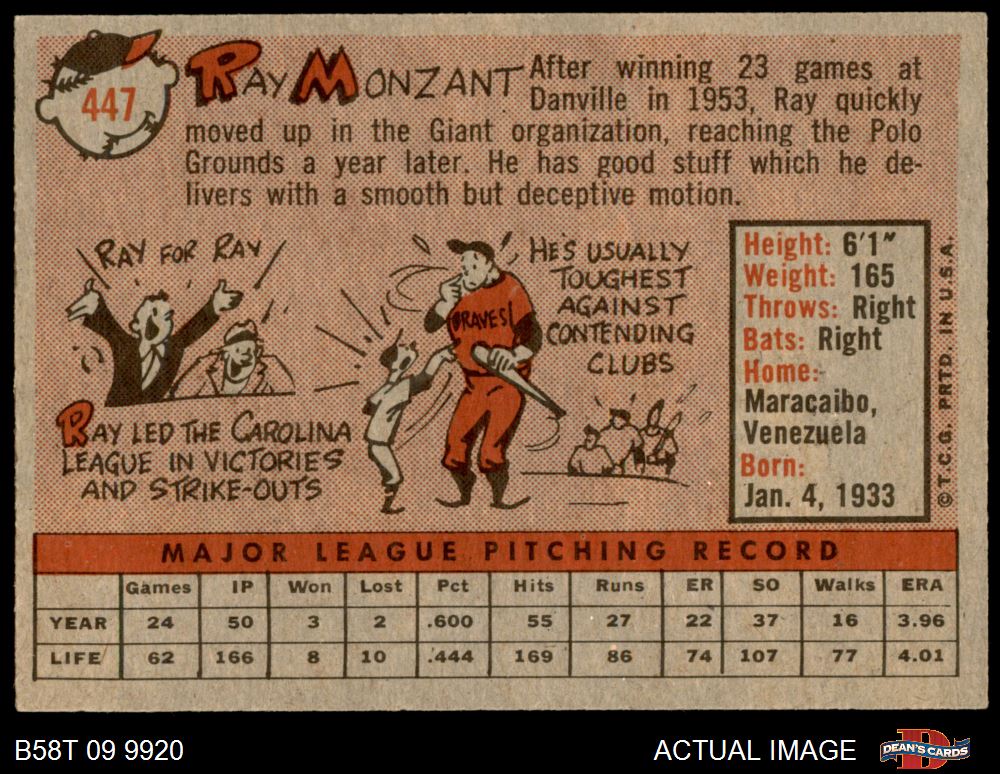 447
RAY MONZANT
After winning 23 games at
Danville in 1953, Ray quickly
moved up in the Giant organization, reaching the Polo
Grounds a year later. He has good stuff which he de-
livers with a smooth but deceptive motion.
RAY FOR RAY
RAY LED THE CAROLINA
LEAGUE IN VICTORIES
AND STRIKE-OUTS
BRAVES
HE'S USUALLY
TOUGHEST
AGAINST
CONTENDING
CLUBS
Height: 6'1"
Weight: 165
Throws: Right
Bats: Right
Home:
Maracaibo,
Venezuela
Born:
Jan. 4, 1933
© T.C.G. PRTD. IN U.S.A.
MAJOR LEAGUE PITCHING RECORD
Games IP Won Lost Pct Hits Runs ER SO Walks ERA
YEAR 24 50 3 2 .600 55 27 22 37 16 3.96
LIFE 62 166 8 10 .444 169 86 74 107 77 4.01
B58T 09 9920
ACTUAL IMAGE
DEAN'S CARDS